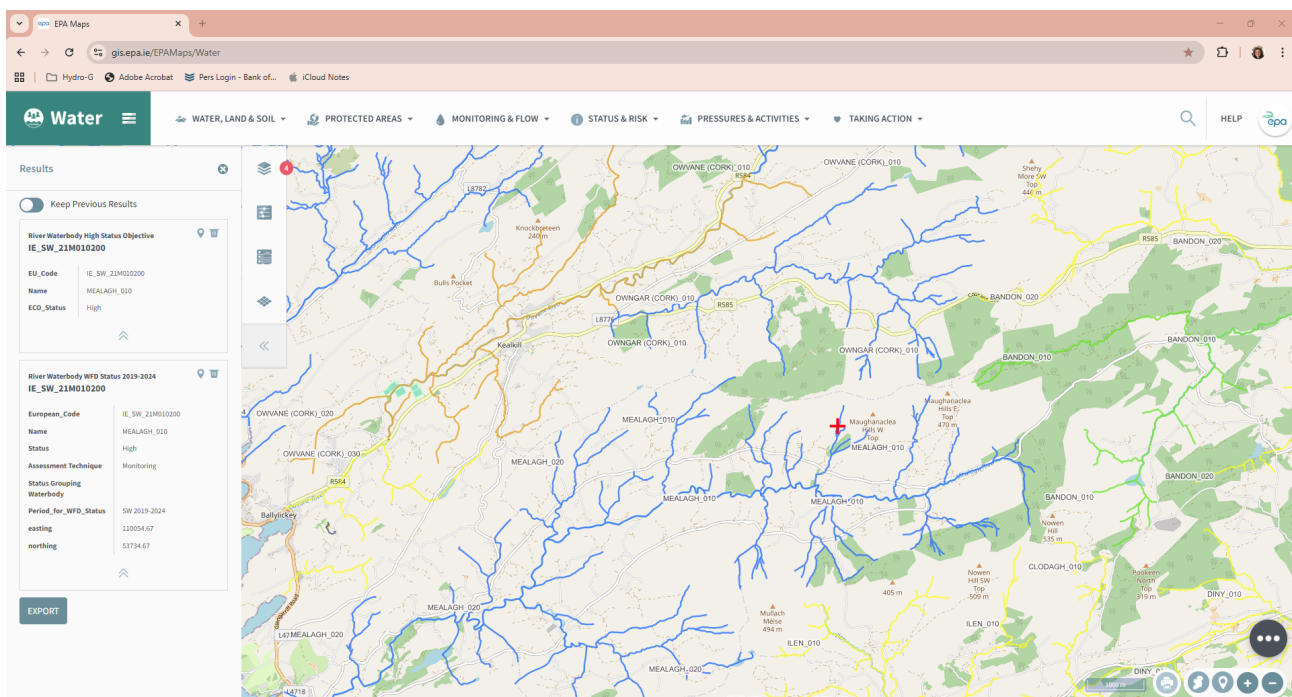 epa EPA Maps
gis.epa.ie/EPAMaps/Water
Hydro-G Adobe Acrobat Pers Login - Bank of... iCloud Notes
Water WATER, LAND & SOIL PROTECTED AREAS MONITORING & FLOW STATUS & RISK PRESSURES & ACTIVITIES TAKING ACTION HELP epa
Results
Keep Previous Results
River Waterbody High Status Objective
IE_SW_21M010200
EU_Code IE_SW_21M010200
Name MEALAGH_010
ECO_Status High
River Waterbody WFD Status 2019-2024
IE_SW_21M010200
European_Code IE_SW_21M010200
Name MEALAGH_010
Status High
Assessment Technique Monitoring
Status Grouping
Waterbody
Period_for_WFD_Status SW 2019-2024
easting 110054.67
northing 53734.67
EXPORT
4
OWVANE (CORK)_010
OWVANE (CORK)_010
R584
L8782
Shehy
More SW
Top
446 m
Knockbreteen
240 m
R585
BANDON_020
Bulls Pocket
OWNGAR (CORK)_010
R585
BANDON_020
L8776
Kealkill
OWNGAR (CORK)_010
OWNGAR (CORK)_010
BANDON_010
BANDON_010
Maughanaclea
Hills E
Top
470 m
OWVANE (CORK)_020
MEALAGH_010
Maughanaclea
Hills W
Top
MEALAGH_010
OWVANE (CORK)_030
MEALAGH_020
R584
BANDON_020
MEALAGH_010
MEALAGH_010
BANDON_010
Ballylickey
Nowen
Hill
535 m
CLODAGH_010
Nowen
Hill SW
Top
509 m
Pookeen
North
Top
319 m
405 m
DINY_010
MEALAGH_020
Mullach
Méise
494 m
ILEN_010
L47
MEALAGH_020
ILEN_010
MEALAGH_020
L4718
1000 m